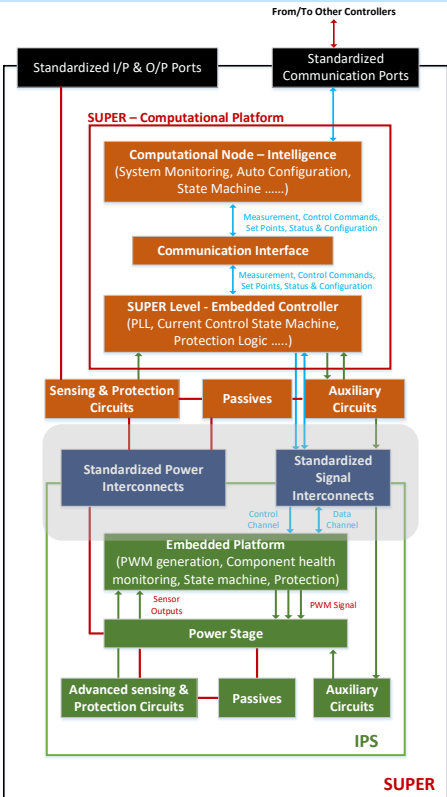 From/To Other Controllers
Standardized I/P & O/P Ports
Standardized
Communication Ports
SUPER – Computational Platform
Computational Node – Intelligence
(System Monitoring, Auto Configuration,
State Machine ......)
Measurement, Control Commands,
Set Points, Status & Configuration
Communication Interface
Measurement, Control Commands,
Set Points, Status & Configuration
SUPER Level - Embedded Controller
(PLL, Current Control State Machine,
Protection Logic .....)
Sensing & Protection
Circuits
Passives
Auxiliary
Circuits
Standardized Power
Interconnects
Standardized
Signal
Interconnects
Control
Channel
Data
Channel
Embedded Platform
(PWM generation, Component health
monitoring, State machine, Protection)
Sensor
Outputs
PWM Signal
Power Stage
Advanced sensing &
Protection Circuits
Passives
Auxiliary
Circuits
IPS
SUPER